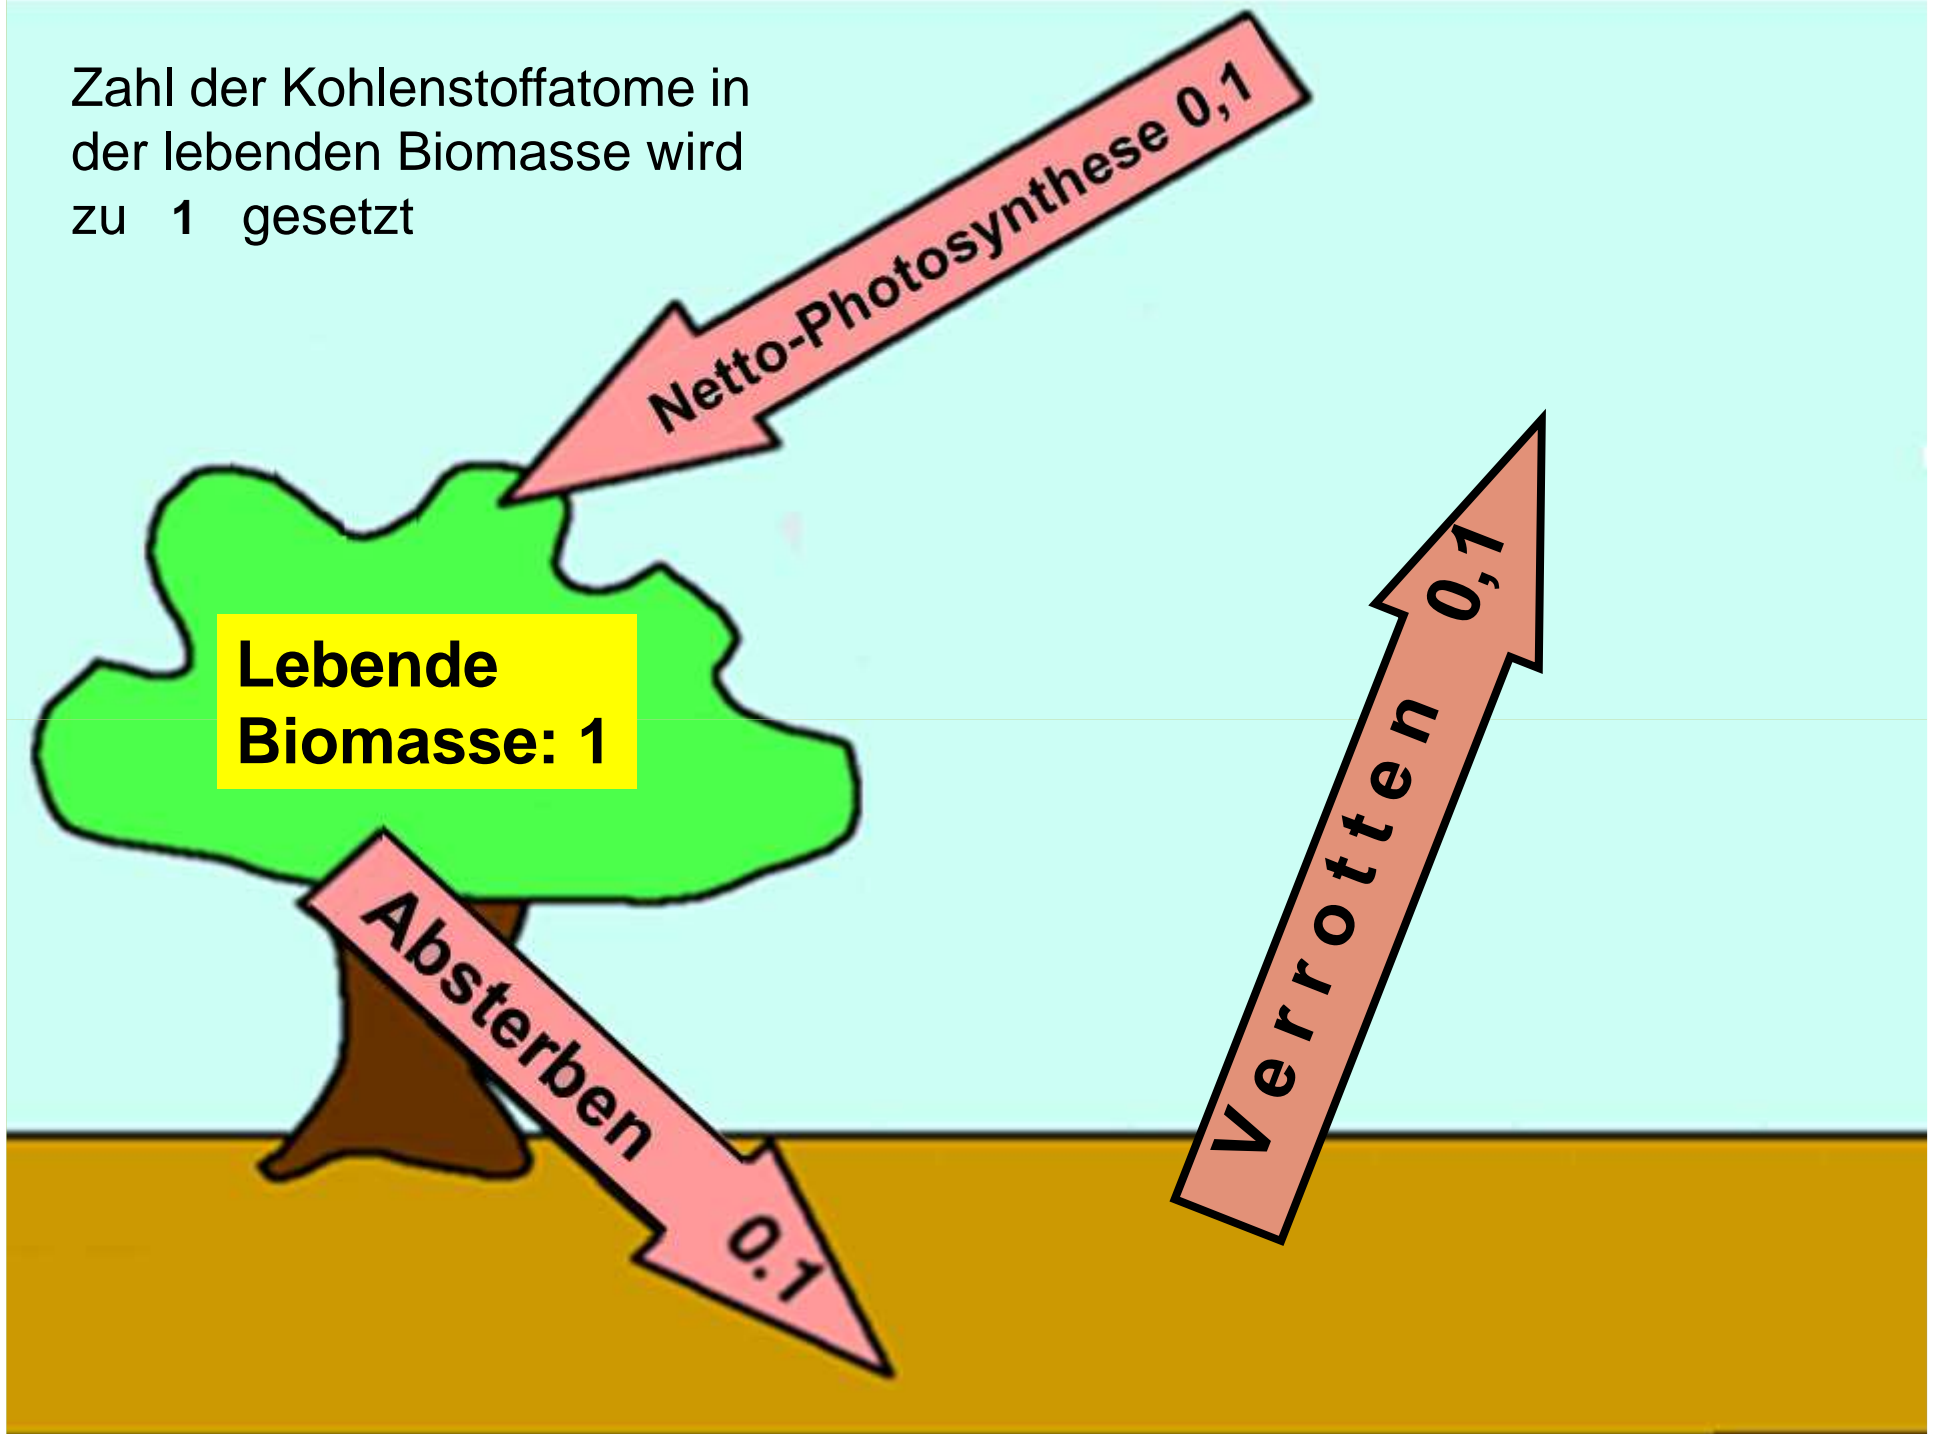 Zahl der Kohlenstoffatome in
der lebenden Biomasse wird
zu 1 gesetzt
Netto-Photosynthese 0,1
Lebende
Biomasse: 1
Absterben 0.1
Verrotten 0,1